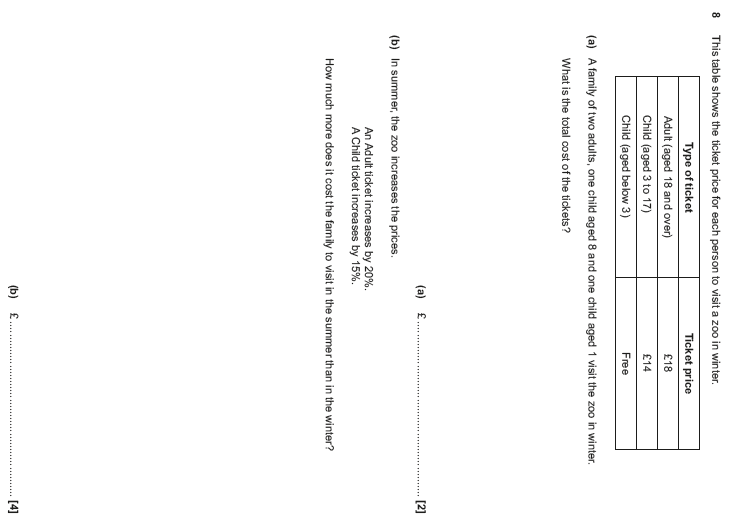 8 This table shows the ticket price for each person to visit a zoo in winter.
Type of ticket Ticket price
Adult (aged 18 and over) £18
Child (aged 3 to 17) £14
Child (aged below 3) Free
(a) A family of two adults, one child aged 8 and one child aged 1 visit the zoo in winter.
What is the total cost of the tickets?
(a) £ ................................................... [2]
(b) In summer, the zoo increases the prices.
An Adult ticket increases by 20%.
A Child ticket increases by 15%.
How much more does it cost the family to visit in the summer than in the winter?
(b) £ ................................................... [4]